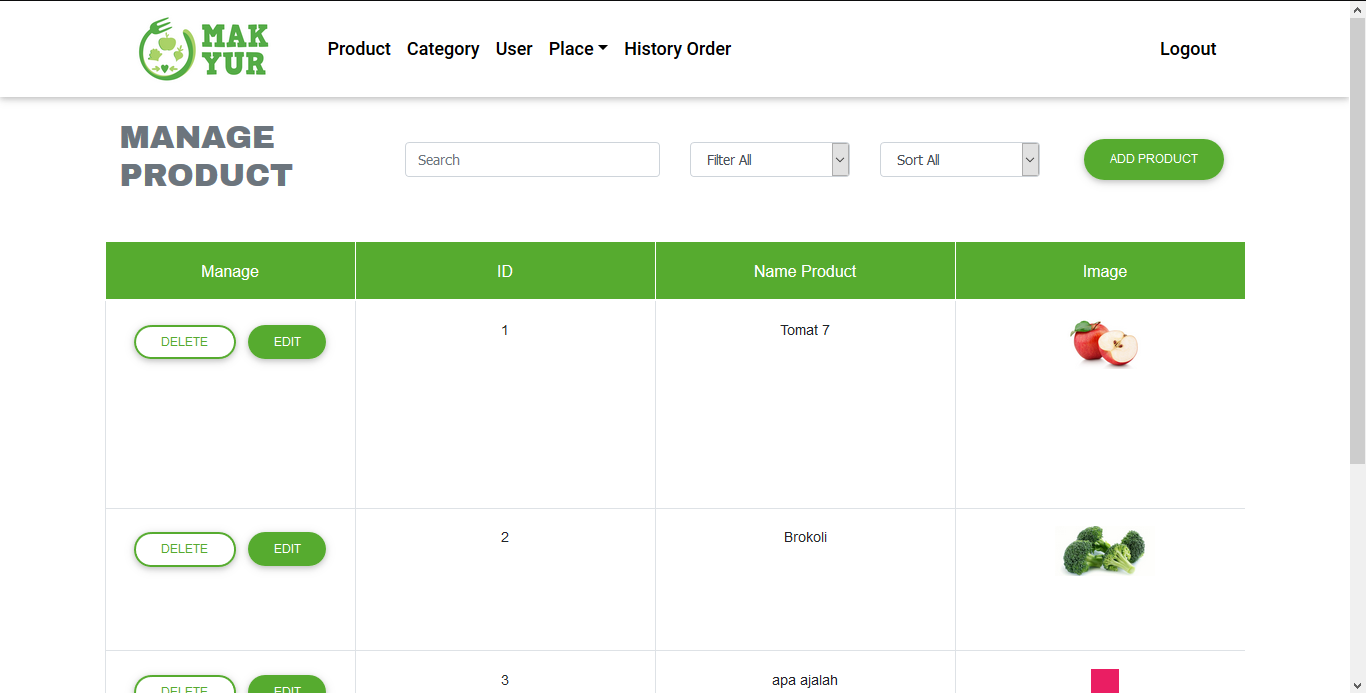 MAK
YUR
Product Category User Place History Order Logout
MANAGE
PRODUCT
Search Filter All Sort All ADD PRODUCT
Manage ID Name Product Image
DELETE EDIT 1 Tomat 7
DELETE EDIT 2 Brokoli
DELETE EDIT 3 apa ajalah